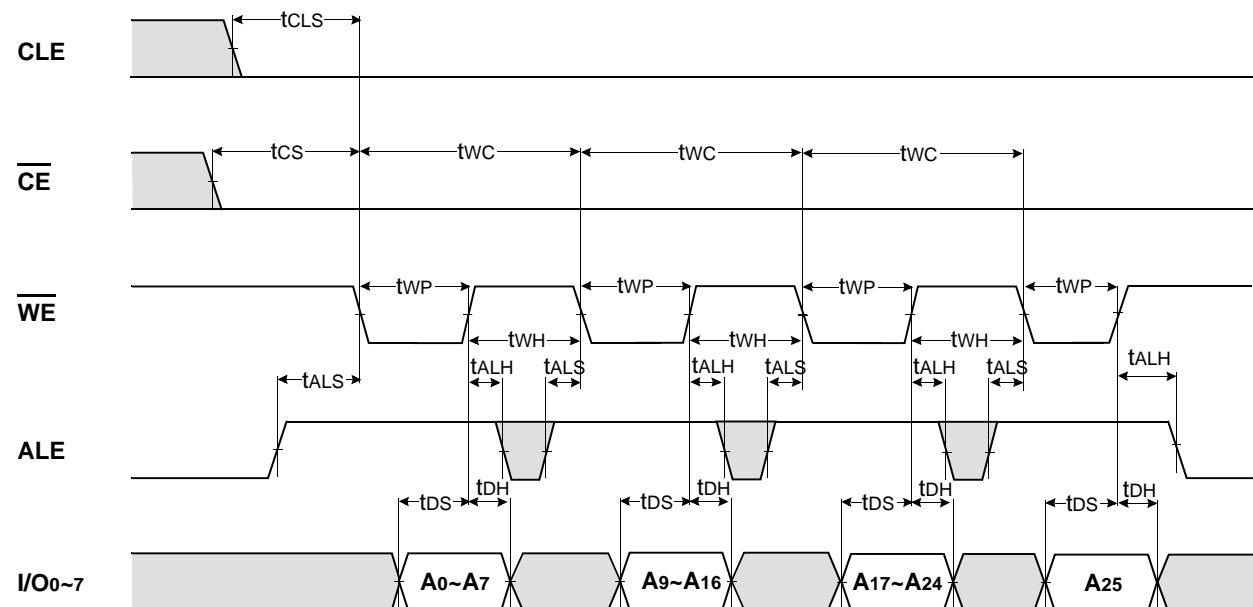 tCLS
CLE
tCS tWC tWC tWC
CE
tWP tWP tWP tWP
WE
tWH tWH tWH
tALS tALH tALS tALH tALS tALH tALS tALH
ALE
tDS tDH tDS tDH tDS tDH tDS tDH
I/O0~7 A0~A7 A9~A16 A17~A24 A25